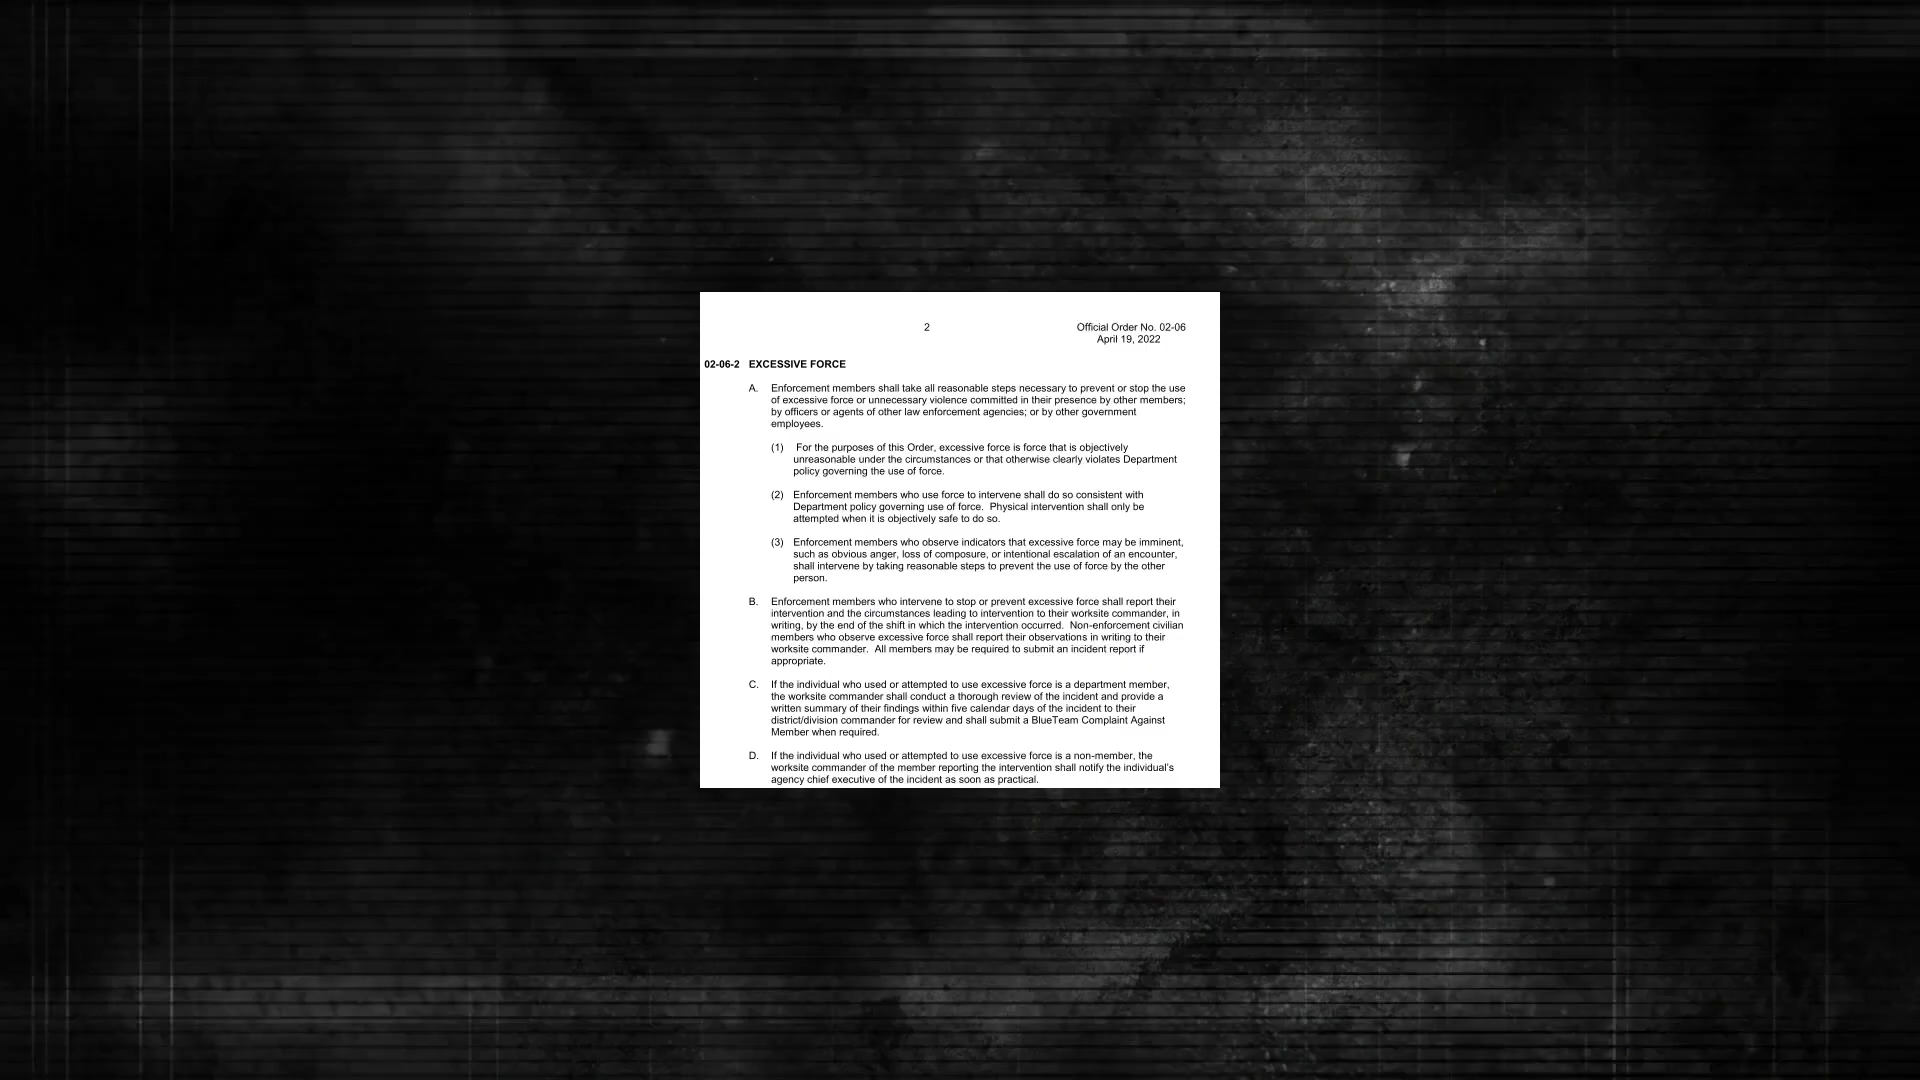 2
Official Order No. 02-06
April 19, 2022
02-06-2 EXCESSIVE FORCE
A. Enforcement members shall take all reasonable steps necessary to prevent or stop the use
of excessive force or unnecessary violence committed in their presence by other members;
by officers or agents of other law enforcement agencies; or by other government
employees.
(1) For the purposes of this Order, excessive force is force that is objectively
unreasonable under the circumstances or that otherwise clearly violates Department
policy governing the use of force.
(2) Enforcement members who use force to intervene shall do so consistent with
Department policy governing use of force. Physical intervention shall only be
attempted when it is objectively safe to do so.
(3) Enforcement members who observe indicators that excessive force may be imminent,
such as obvious anger, loss of composure, or intentional escalation of an encounter,
shall intervene by taking reasonable steps to prevent the use of force by the other
person.
B. Enforcement members who intervene to stop or prevent excessive force shall report their
intervention and the circumstances leading to intervention to their worksite commander, in
writing, by the end of the shift in which the intervention occurred. Non-enforcement civilian
members who observe excessive force shall report their observations in writing to their
worksite commander. All members may be required to submit an incident report if
appropriate.
C. If the individual who used or attempted to use excessive force is a department member,
the worksite commander shall conduct a thorough review of the incident and provide a
written summary of their findings within five calendar days of the incident to their
district/division commander for review and shall submit a BlueTeam Complaint Against
Member when required.
D. If the individual who used or attempted to use excessive force is a non-member, the
worksite commander of the member reporting the intervention shall notify the individual's
agency chief executive of the incident as soon as practical.